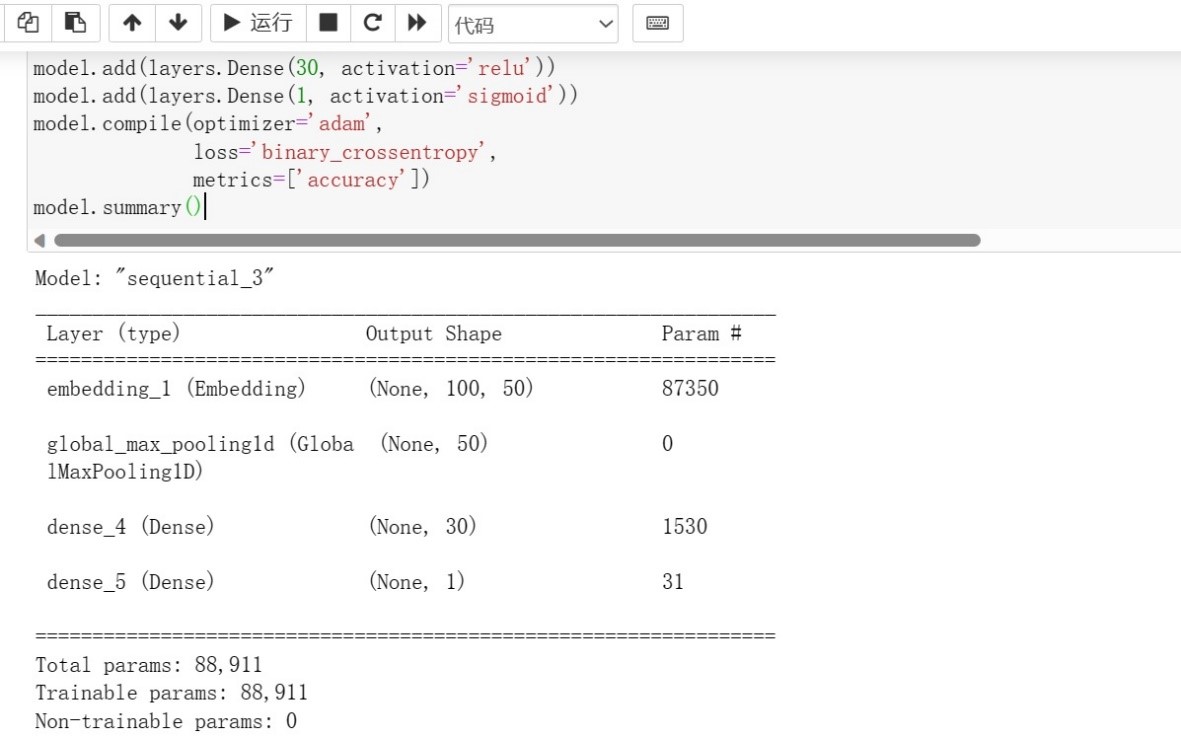 运行 代码
model.add(layers.Dense(30, activation='relu'))
model.add(layers.Dense(1, activation='sigmoid'))
model.compile(optimizer='adam',
loss='binary_crossentropy',
metrics=['accuracy'])
model.summary()
Model: "sequential_3"
Layer (type) Output Shape Param #
embedding_1 (Embedding) (None, 100, 50) 87350
global_max_pooling1d (Globa (None, 50) 0
lMaxPooling1D)
dense_4 (Dense) (None, 30) 1530
dense_5 (Dense) (None, 1) 31
Total params: 88,911
Trainable params: 88,911
Non-trainable params: 0